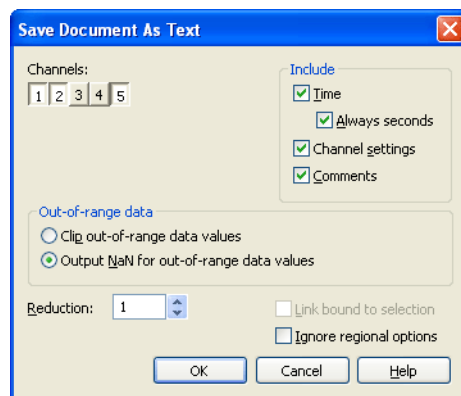 Save Document As Text
Channels:
1 2 3 4 5
Include
Time
Always seconds
Channel settings
Comments
Out-of-range data
Clip out-of-range data values
Output NaN for out-of-range data values
Reduction: 1
Link bound to selection
Ignore regional options
OK Cancel Help